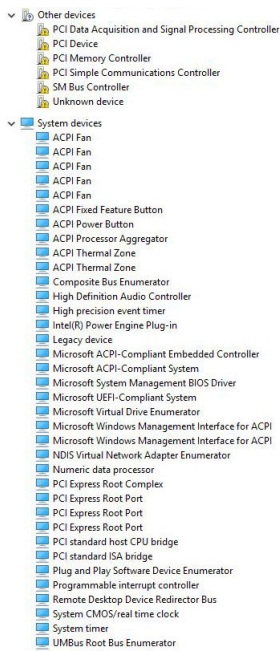 Other devices
PCI Data Acquisition and Signal Processing Controller
PCI Device
PCI Memory Controller
PCI Simple Communications Controller
SM Bus Controller
Unknown device
System devices
ACPI Fan
ACPI Fan
ACPI Fan
ACPI Fan
ACPI Fan
ACPI Fixed Feature Button
ACPI Power Button
ACPI Processor Aggregator
ACPI Thermal Zone
ACPI Thermal Zone
Composite Bus Enumerator
High Definition Audio Controller
High precision event timer
Intel(R) Power Engine Plug-in
Legacy device
Microsoft ACPI-Compliant Embedded Controller
Microsoft ACPI-Compliant System
Microsoft System Management BIOS Driver
Microsoft UEFI-Compliant System
Microsoft Virtual Drive Enumerator
Microsoft Windows Management Interface for ACPI
Microsoft Windows Management Interface for ACPI
NDIS Virtual Network Adapter Enumerator
Numeric data processor
PCI Express Root Complex
PCI Express Root Port
PCI Express Root Port
PCI Express Root Port
PCI standard host CPU bridge
PCI standard ISA bridge
Plug and Play Software Device Enumerator
Programmable interrupt controller
Remote Desktop Device Redirector Bus
System CMOS/real time clock
System timer
UMBus Root Bus Enumerator